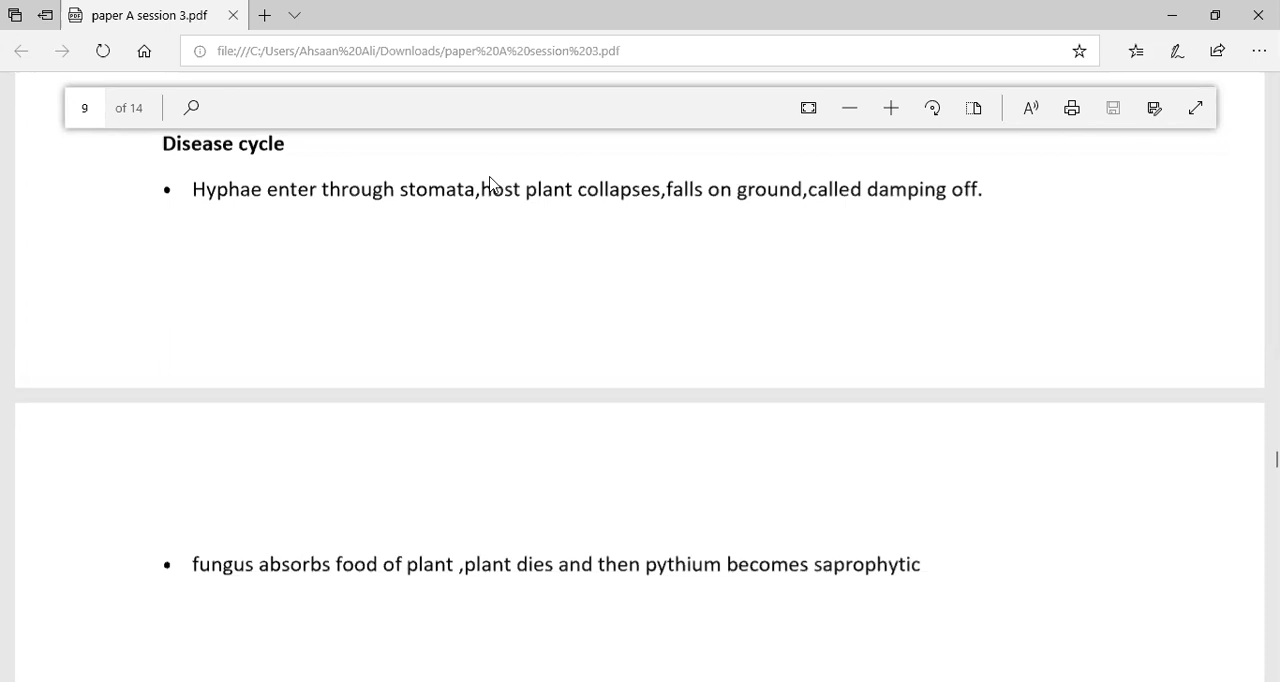 paper A session 3.pdf
file:///C:/Users/Ahsaan%20Ali/Downloads/paper%20A%20session%203.pdf
9 of 14
Disease cycle
• Hyphae enter through stomata,host plant collapses,falls on ground,called damping off.
• fungus absorbs food of plant ,plant dies and then pythium becomes saprophytic